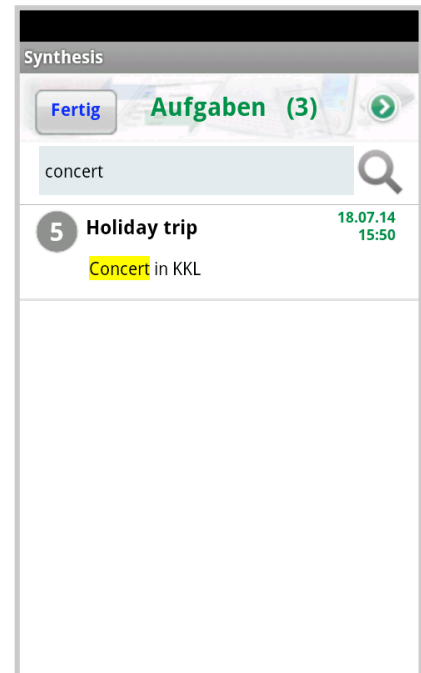 Synthesis
Fertig Aufgaben (3)
concert
5 Holiday trip 18.07.14
15:50
Concert in KKL